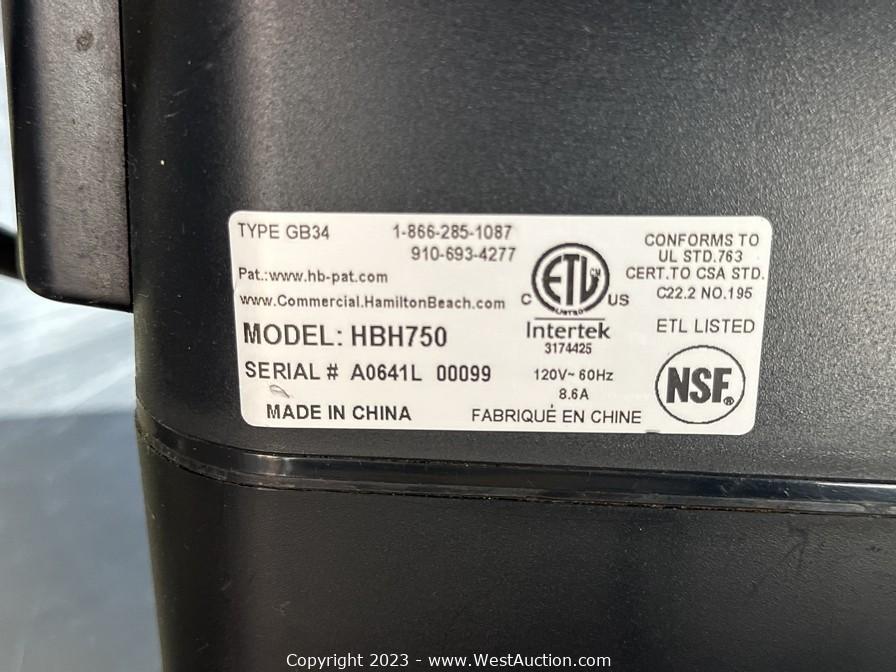 TYPE GB34
1-866-285-1087
910-693-4277
Pat.:www.hb-pat.com
www.Commercial.HamiltonBeach.com
MODEL: HBH750
SERIAL # A0641L 00099
MADE IN CHINA
ETL CM
LISTED
C US
Intertek
3174425
120V~ 60Hz
8.6A
FABRIQUÉ EN CHINE
CONFORMS TO
UL STD.763
CERT.TO CSA STD.
C22.2 NO.195
ETL LISTED
NSF®
Copyright 2023 - www.WestAuction.com